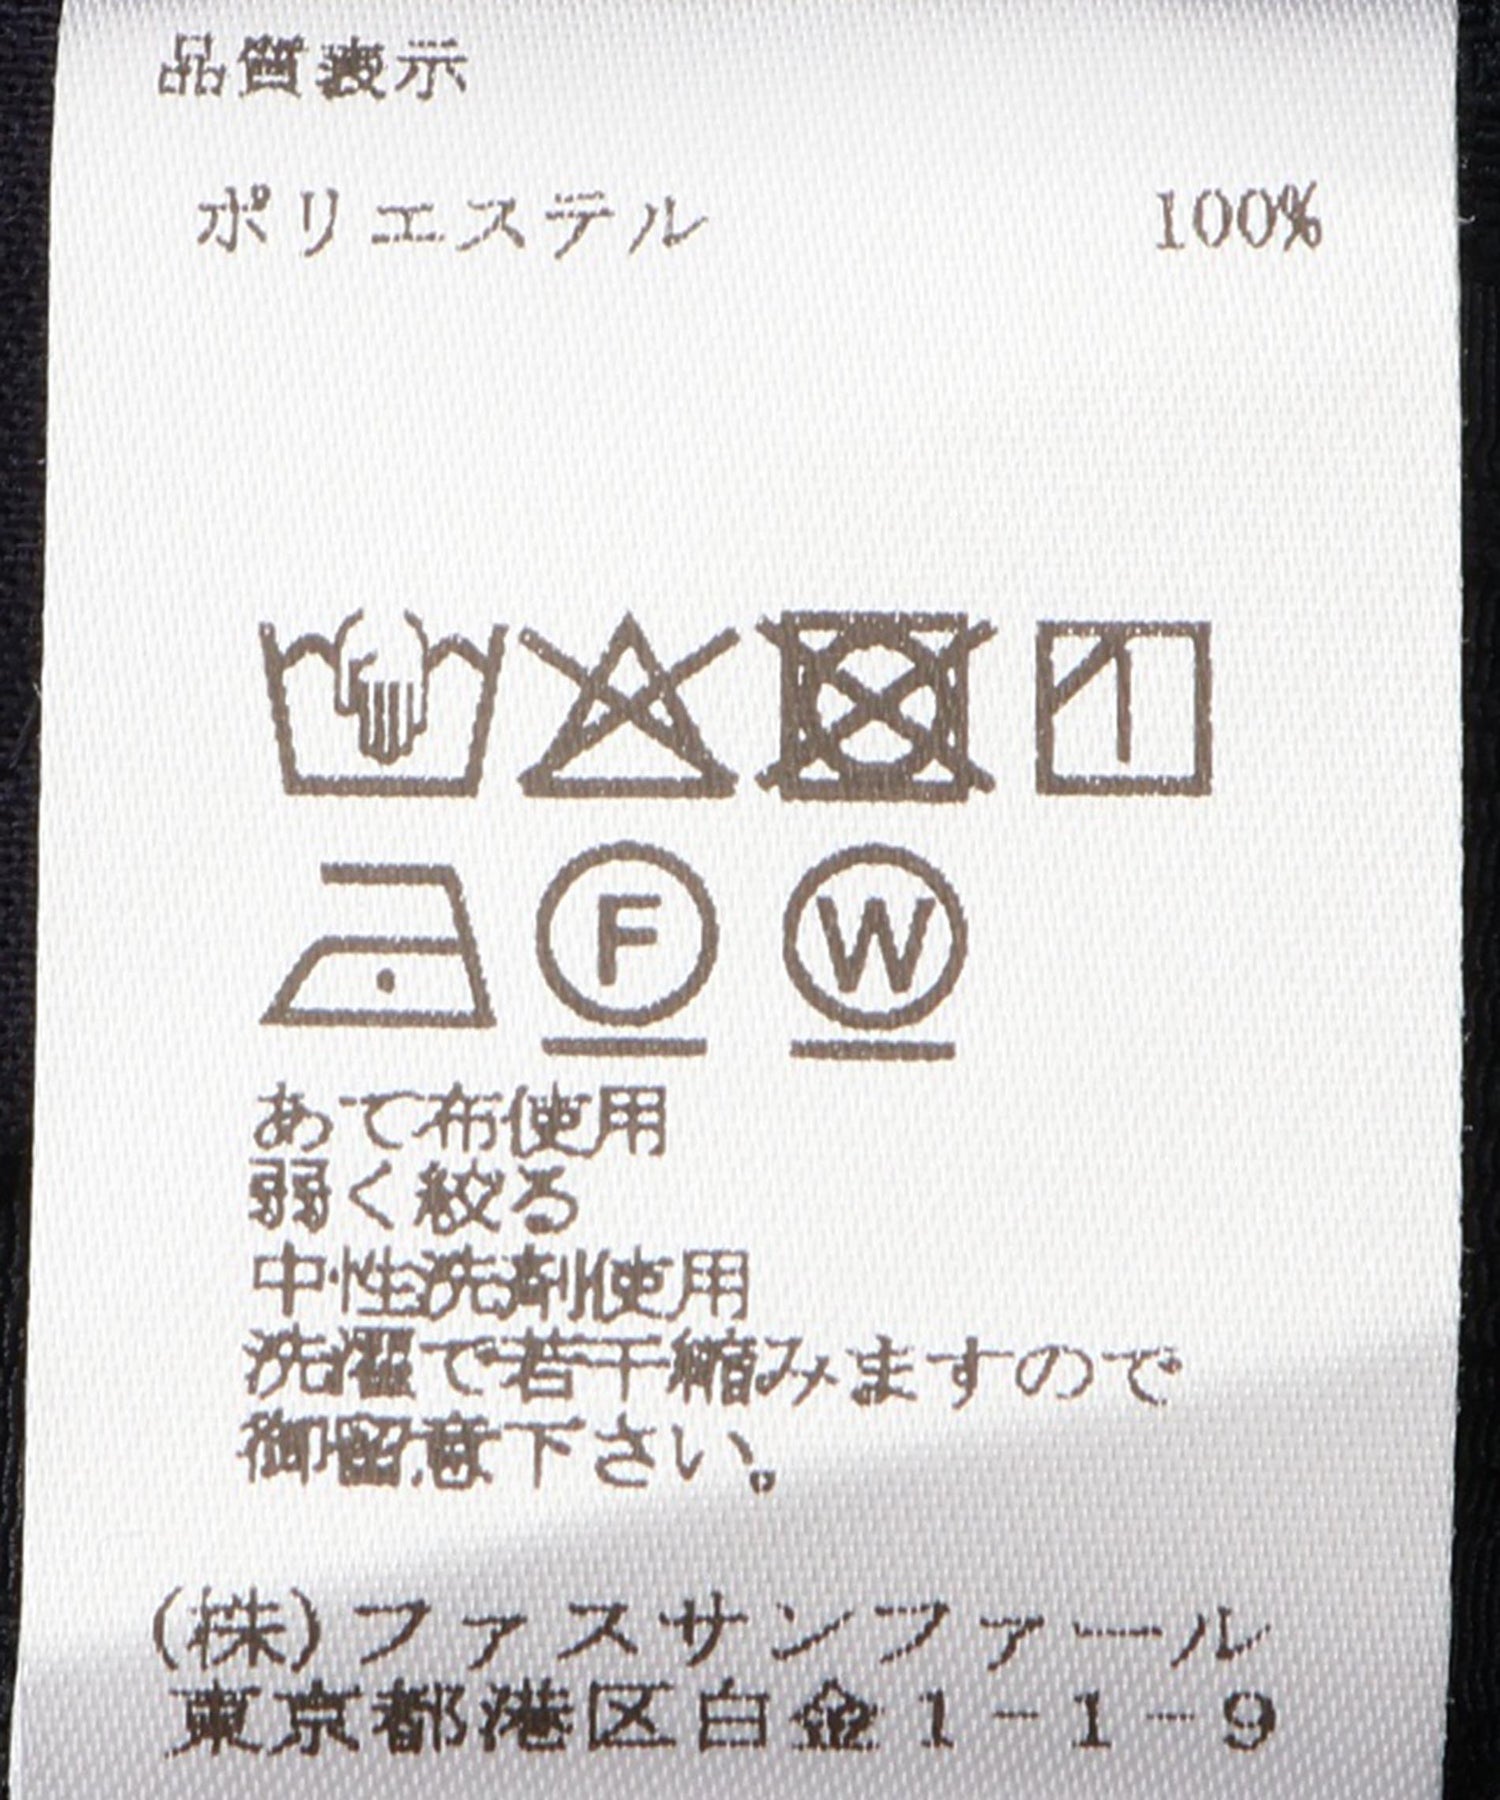 品質表示
ポリエステル 100%
F W
あて布使用
弱く絞る
中性洗剤使用
洗濯で若干縮みますので
御留意下さい。
(株)ファスサンファール
東京都港区白金1-1-9